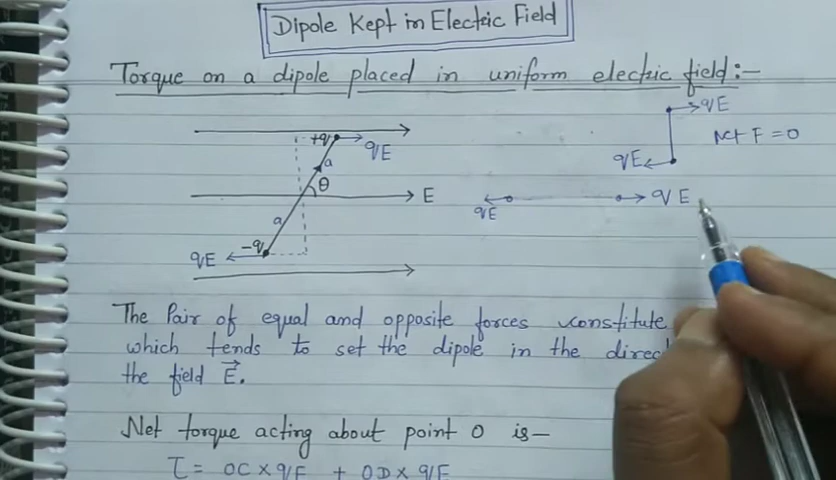 Dipole Kept in Electric Field
Torque on a dipole placed in uniform electric field:-
+q
qE
a
θ
E
a
-q
qE
qE
Net F = 0
qE
qE
qE
The Pair of equal and opposite forces constitute
which tends to set the dipole in the direc
the field E⃗.
Net torque acting about point O is-
τ = OC × qE + OD × qE